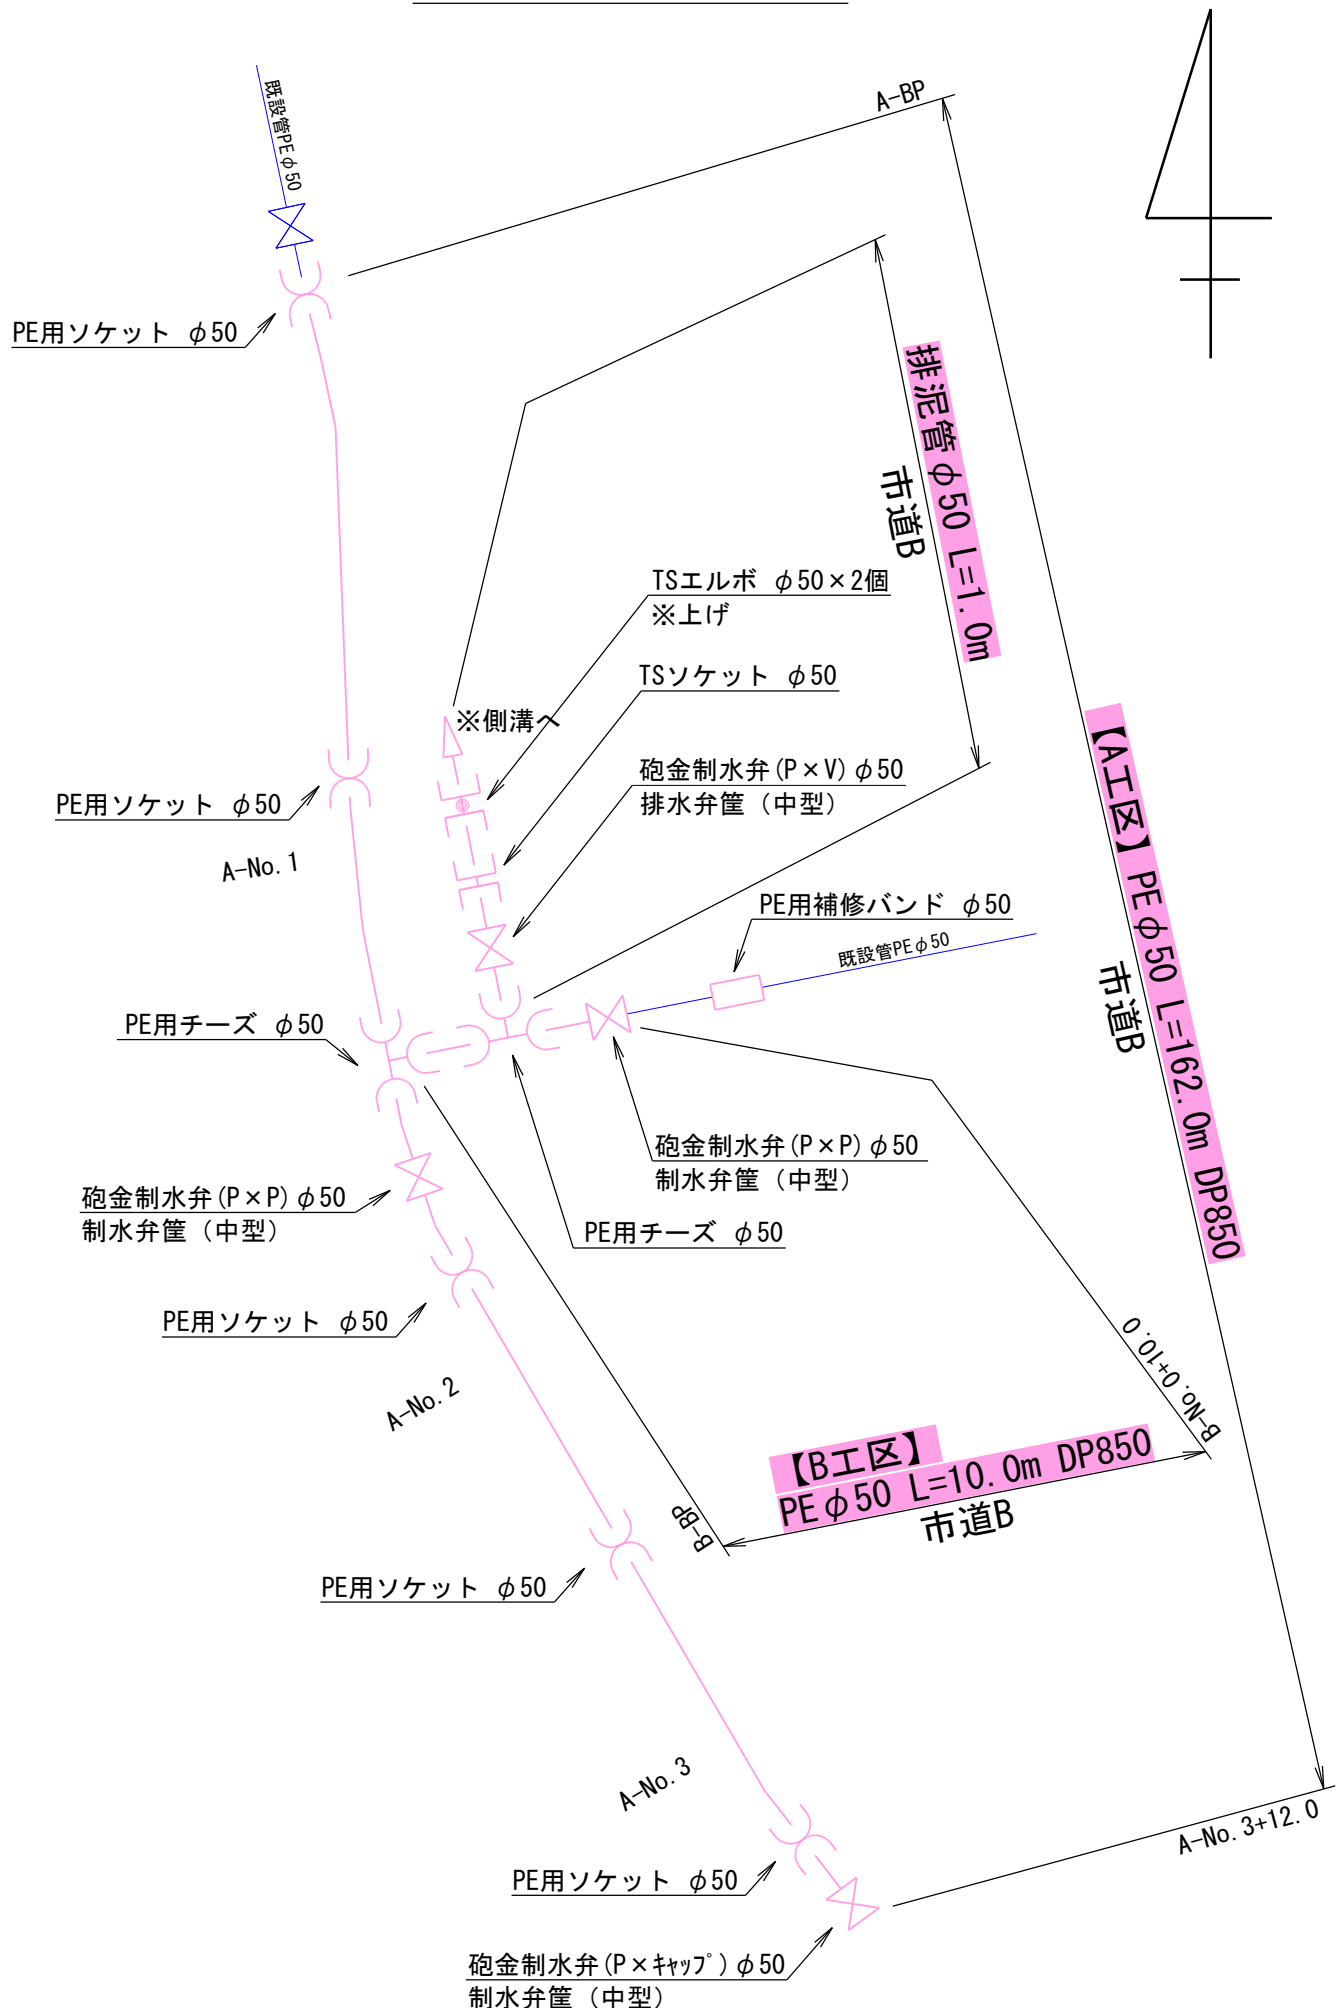 A-BP
既設管PEφ50
PE用ソケット φ50
排泥管φ50 L=1.0m
市道B
TSエルボ φ50×2個
※上げ
TSソケット φ50
※側溝へ
砲金制水弁(P×V)φ50
排水弁筐（中型）
PE用ソケット φ50
A-No.1
【A工区】PEφ50 L=162.0m DP850
市道B
PE用補修バンド φ50
既設管PEφ50
PE用チーズ φ50
砲金制水弁(P×P)φ50
制水弁筐（中型）
砲金制水弁(P×P)φ50
制水弁筐（中型）
PE用チーズ φ50
PE用ソケット φ50
A-No.2
B-No.0+10.0
【B工区】
PEφ50 L=10.0m DP850
市道B
B-BP
PE用ソケット φ50
A-No.3
A-No.3+12.0
PE用ソケット φ50
砲金制水弁(P×ｷｬｯﾌﾟ)φ50
制水弁筐（中型）